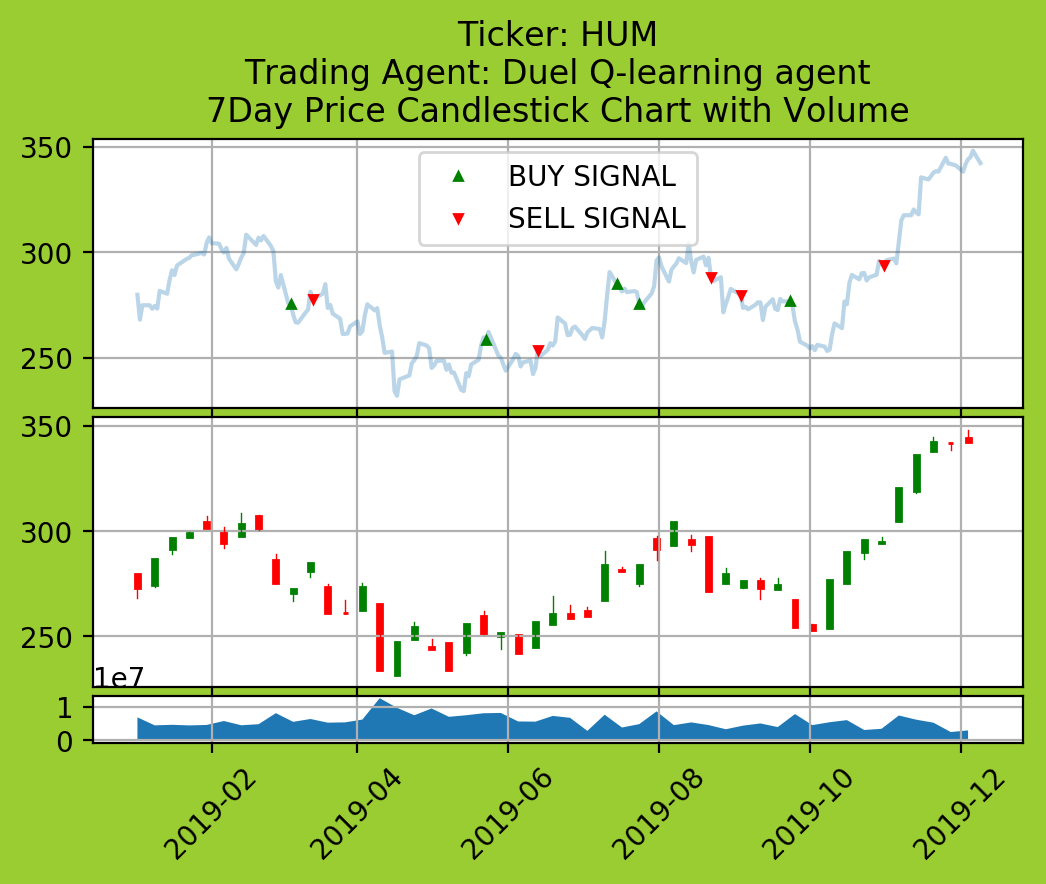 Ticker: HUM
Trading Agent: Duel Q-learning agent
7Day Price Candlestick Chart with Volume
350
300
250
BUY SIGNAL
SELL SIGNAL
350
300
250
1e7
1
0
2019-02
2019-04
2019-06
2019-08
2019-10
2019-12